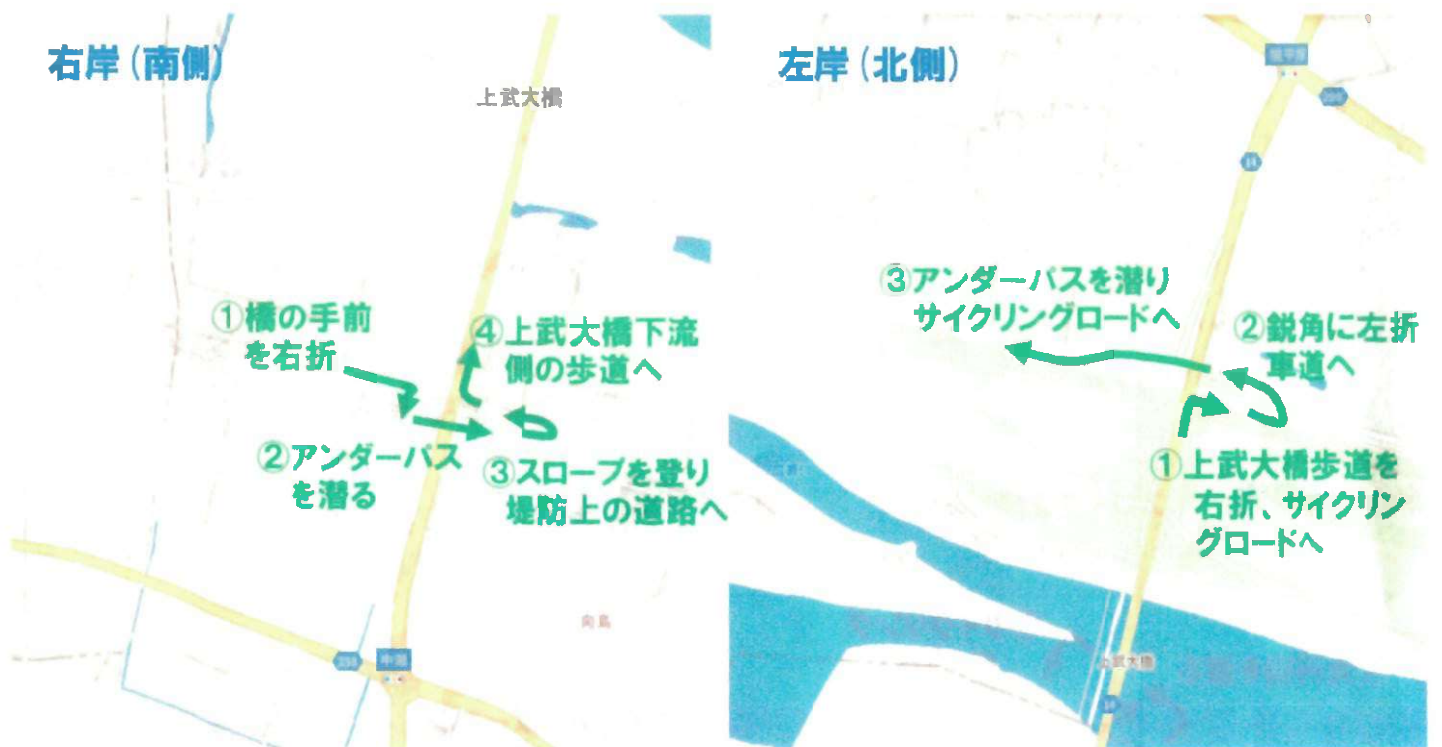 右岸（南側）
上武大橋
①橋の手前
を右折
④上武大橋下流
側の歩道へ
②アンダーパス
を潜る
③スロープを登り
堤防上の道路へ
向島
中瀬
左岸（北側）
14
③アンダーパスを潜り
サイクリングロードへ
②鋭角に左折
車道へ
①上武大橋歩道を
右折、サイクリン
グロードへ
上武大橋
14